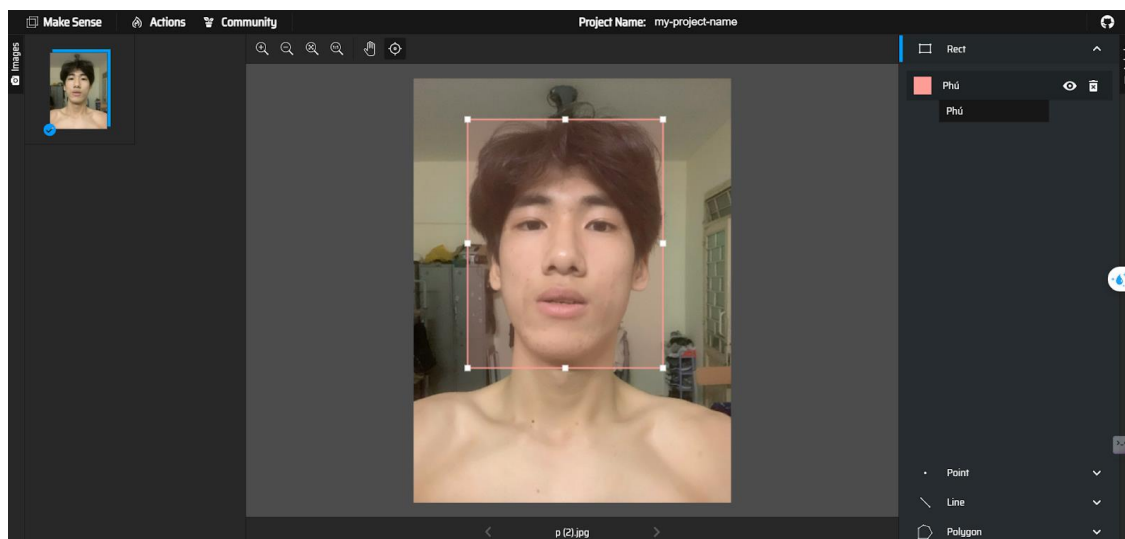 Make Sense Actions Community Project Name: my-project-name
Images
Rect
Phú
Phú
Point
Line
p (2).jpg
Polygon